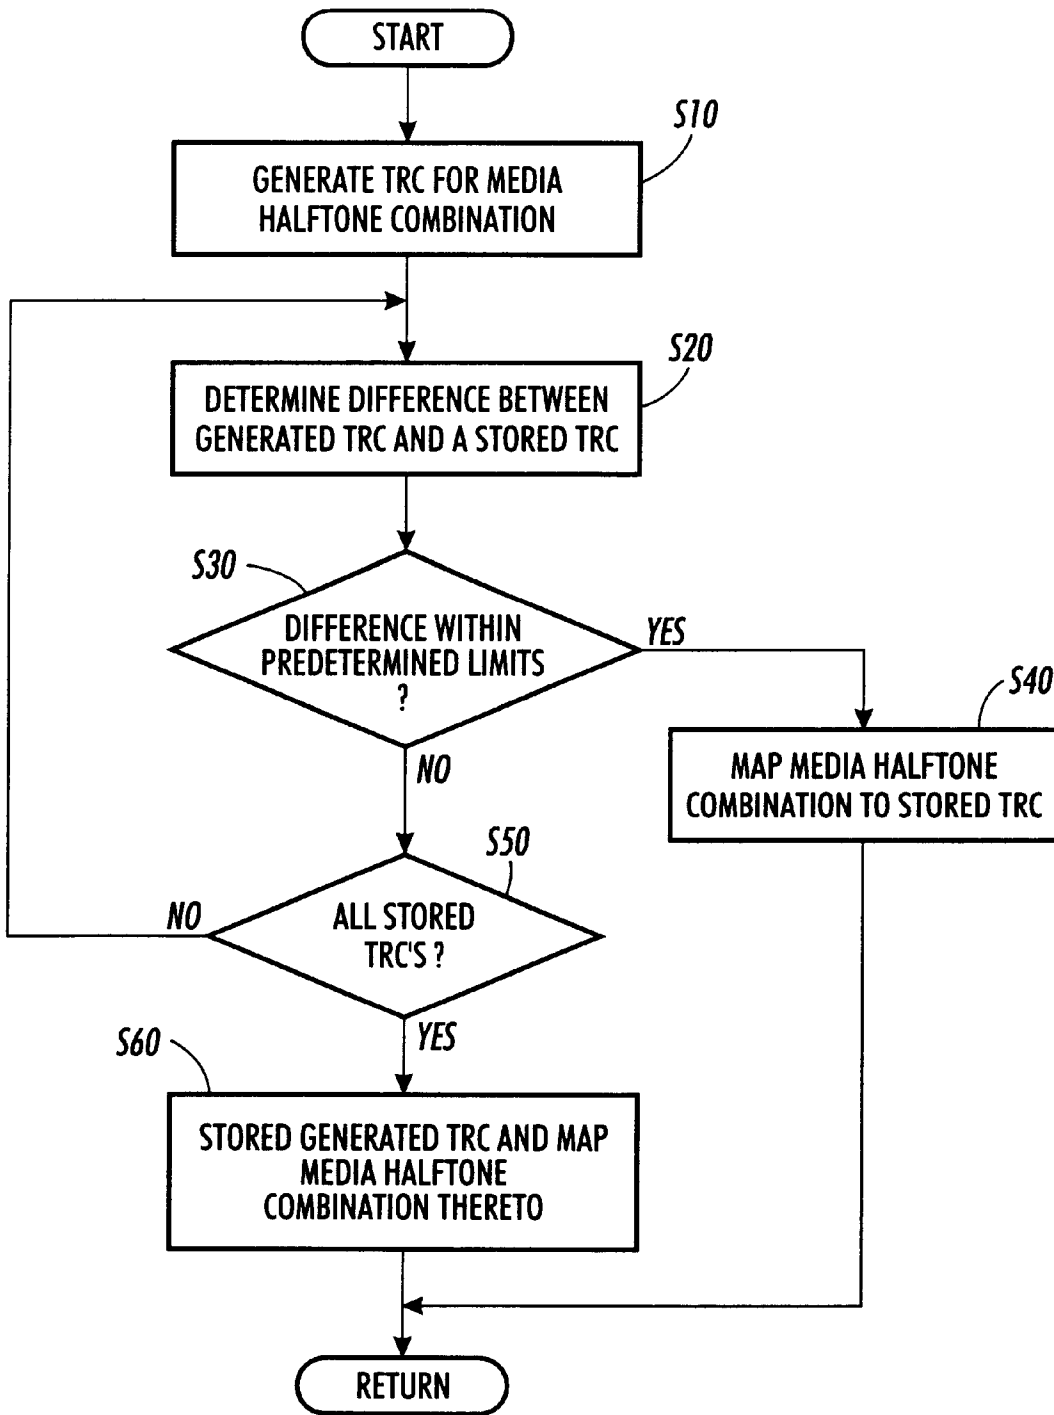 START
S10
GENERATE TRC FOR MEDIA
HALFTONE COMBINATION
S20
DETERMINE DIFFERENCE BETWEEN
GENERATED TRC AND A STORED TRC
S30
DIFFERENCE WITHIN
PREDETERMINED LIMITS
?
YES
NO
S40
MAP MEDIA HALFTONE
COMBINATION TO STORED TRC
S50
ALL STORED
TRC'S ?
NO
YES
S60
STORED GENERATED TRC AND MAP
MEDIA HALFTONE
COMBINATION THERETO
RETURN